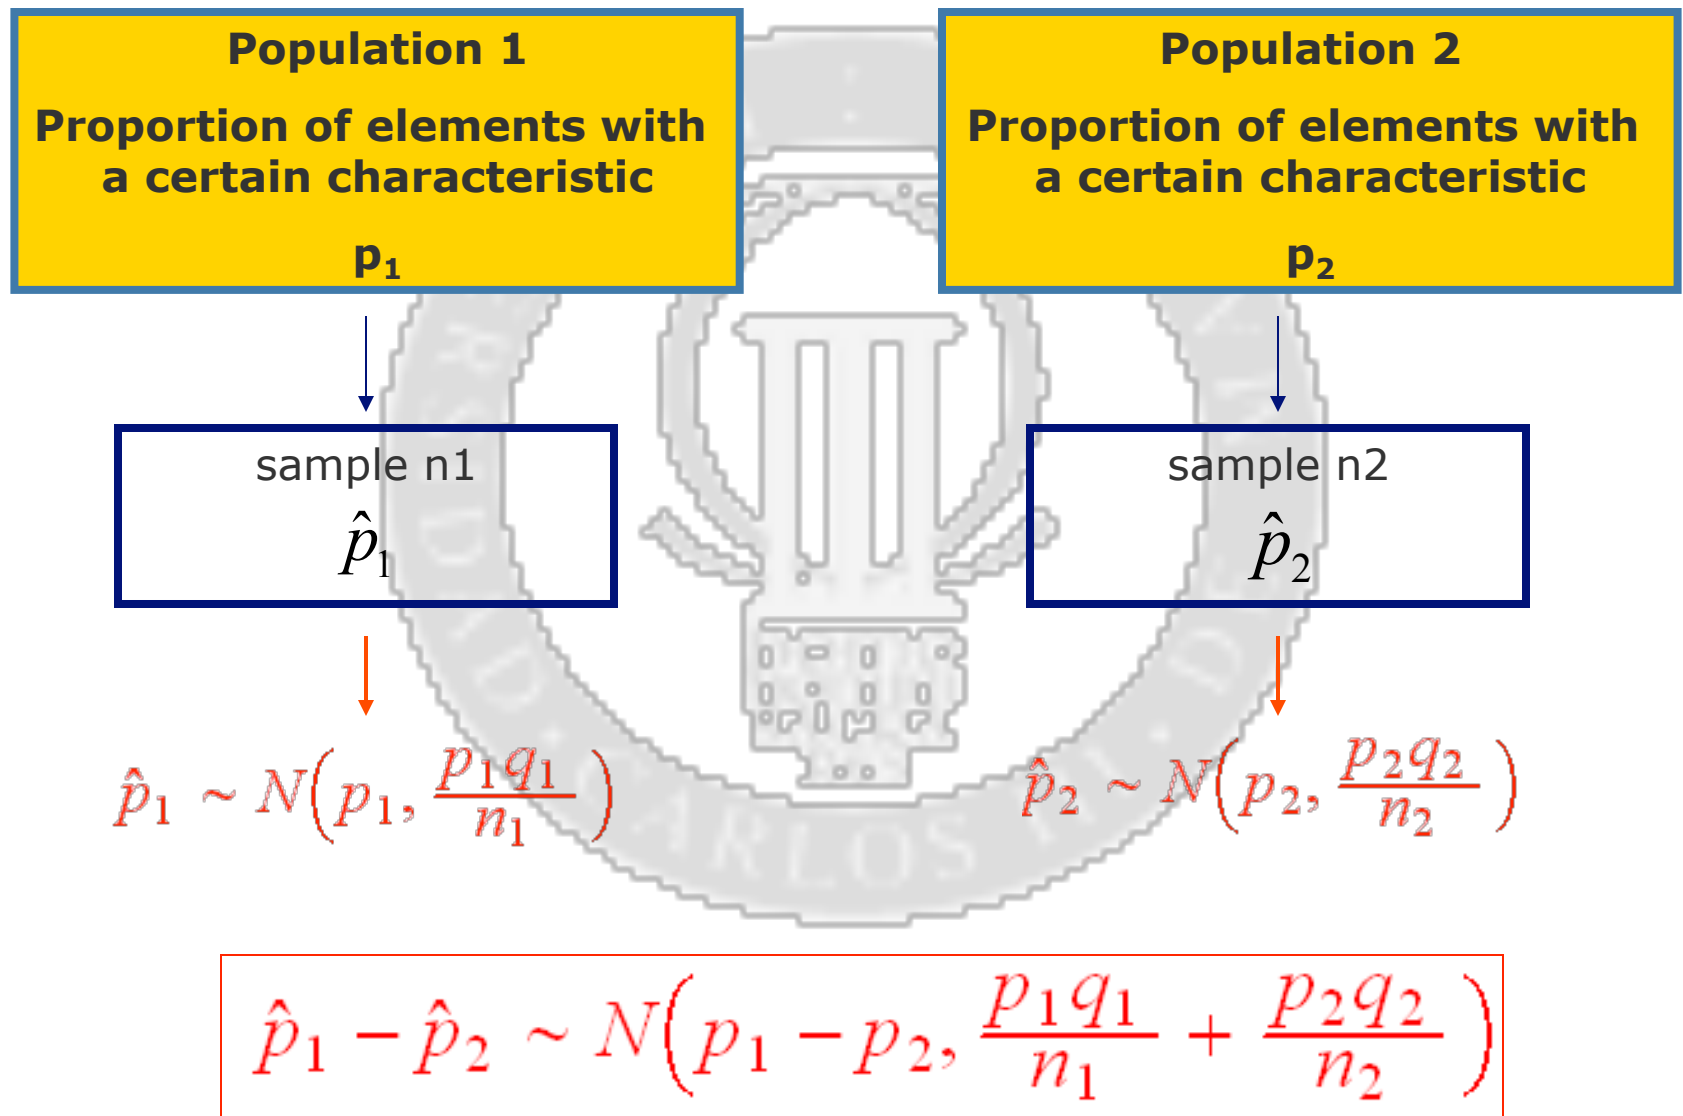 Population 1
Proportion of elements with
a certain characteristic
p₁
Population 2
Proportion of elements with
a certain characteristic
p₂
sample n1
p̂₁
sample n2
p̂₂
p̂₁ ~ N(p₁, p₁q₁/n₁)
p̂₂ ~ N(p₂, p₂q₂/n₂)
CARLOS III
p̂₁ − p̂₂ ~ N(p₁ − p₂, p₁q₁/n₁ + p₂q₂/n₂)